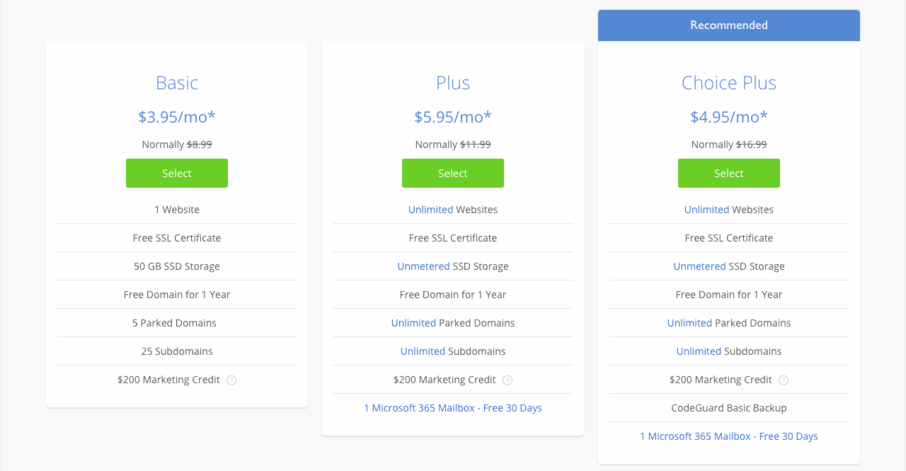 Recommended
Basic
$3.95/mo*
Normally $8.99
Select
1 Website
Free SSL Certificate
50 GB SSD Storage
Free Domain for 1 Year
5 Parked Domains
25 Subdomains
$200 Marketing Credit ?
Plus
$5.95/mo*
Normally $11.99
Select
Unlimited Websites
Free SSL Certificate
Unmetered SSD Storage
Free Domain for 1 Year
Unlimited Parked Domains
Unlimited Subdomains
$200 Marketing Credit ?
1 Microsoft 365 Mailbox - Free 30 Days
Choice Plus
$4.95/mo*
Normally $16.99
Select
Unlimited Websites
Free SSL Certificate
Unmetered SSD Storage
Free Domain for 1 Year
Unlimited Parked Domains
Unlimited Subdomains
$200 Marketing Credit ?
CodeGuard Basic Backup
1 Microsoft 365 Mailbox - Free 30 Days